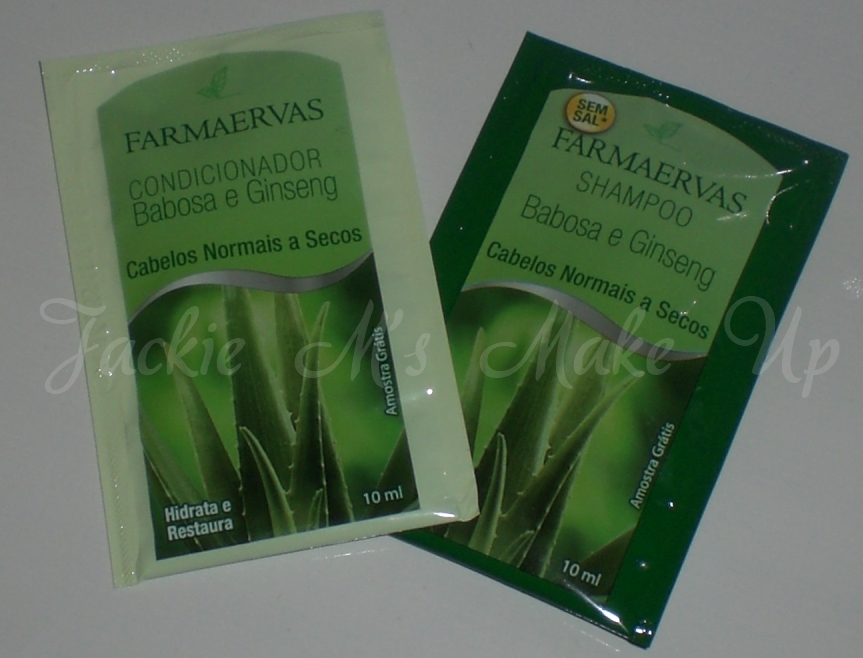 FARMAERVAS
CONDICIONADOR
Babosa e Ginseng
Cabelos Normais a Secos
Amostra Grátis
Hidrata e
Restaura
10 ml
SEM
SAL*
FARMAERVAS
SHAMPOO
Babosa e Ginseng
Cabelos Normais a Secos
Amostra Grátis
10 ml
Jackie M's Make Up